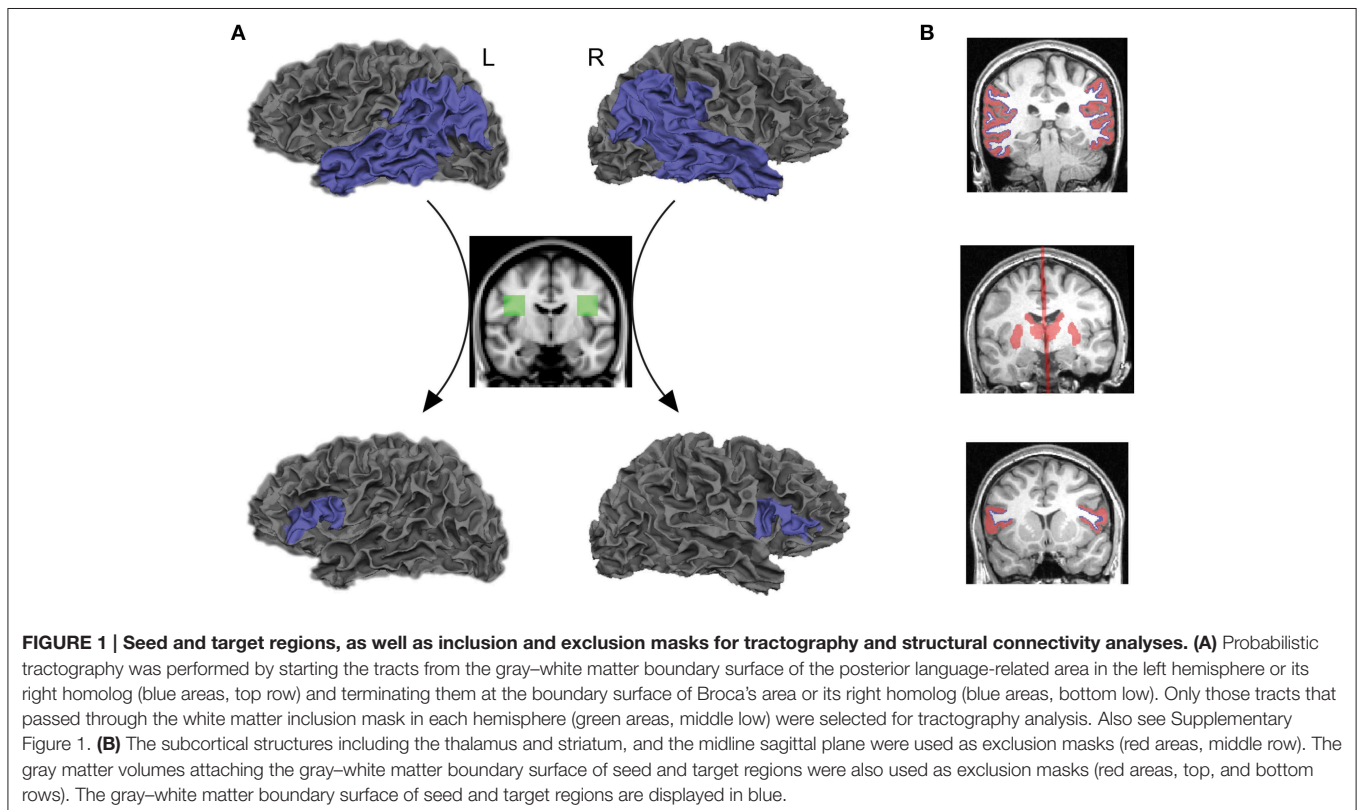 A
L
R
B
FIGURE 1 | Seed and target regions, as well as inclusion and exclusion masks for tractography and structural connectivity analyses. (A) Probabilistic
tractography was performed by starting the tracts from the gray–white matter boundary surface of the posterior language-related area in the left hemisphere or its
right homolog (blue areas, top row) and terminating them at the boundary surface of Broca's area or its right homolog (blue areas, bottom low). Only those tracts that
passed through the white matter inclusion mask in each hemisphere (green areas, middle low) were selected for tractography analysis. Also see Supplementary
Figure 1. (B) The subcortical structures including the thalamus and striatum, and the midline sagittal plane were used as exclusion masks (red areas, middle row). The
gray matter volumes attaching the gray–white matter boundary surface of seed and target regions were also used as exclusion masks (red areas, top, and bottom
rows). The gray–white matter boundary surface of seed and target regions are displayed in blue.